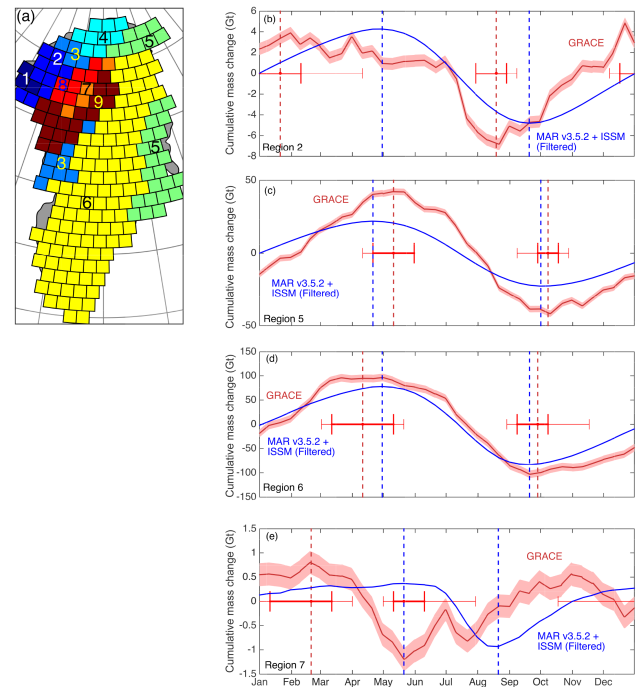 (a)
4
5
3
2
1
8
7
9
5
3
6
(b)
GRACE
MAR v3.5.2 + ISSM
(Filtered)
Region 2
Cumulative mass change (Gt)
6
4
2
0
-2
-4
-6
-8
(c)
GRACE
MAR v3.5.2 +
ISSM (Filtered)
Region 5
Cumulative mass change (Gt)
50
0
-50
(d)
GRACE
MAR v3.5.2 +
ISSM (Filtered)
Region 6
Cumulative mass change (Gt)
150
100
50
0
-50
-100
-150
(e)
GRACE
MAR v3.5.2 +
ISSM (Filtered)
Region 7
Cumulative mass change (Gt)
1.5
1
0.5
0
-0.5
-1
-1.5
Jan Feb Mar Apr May Jun Jul Aug Sep Oct Nov Dec